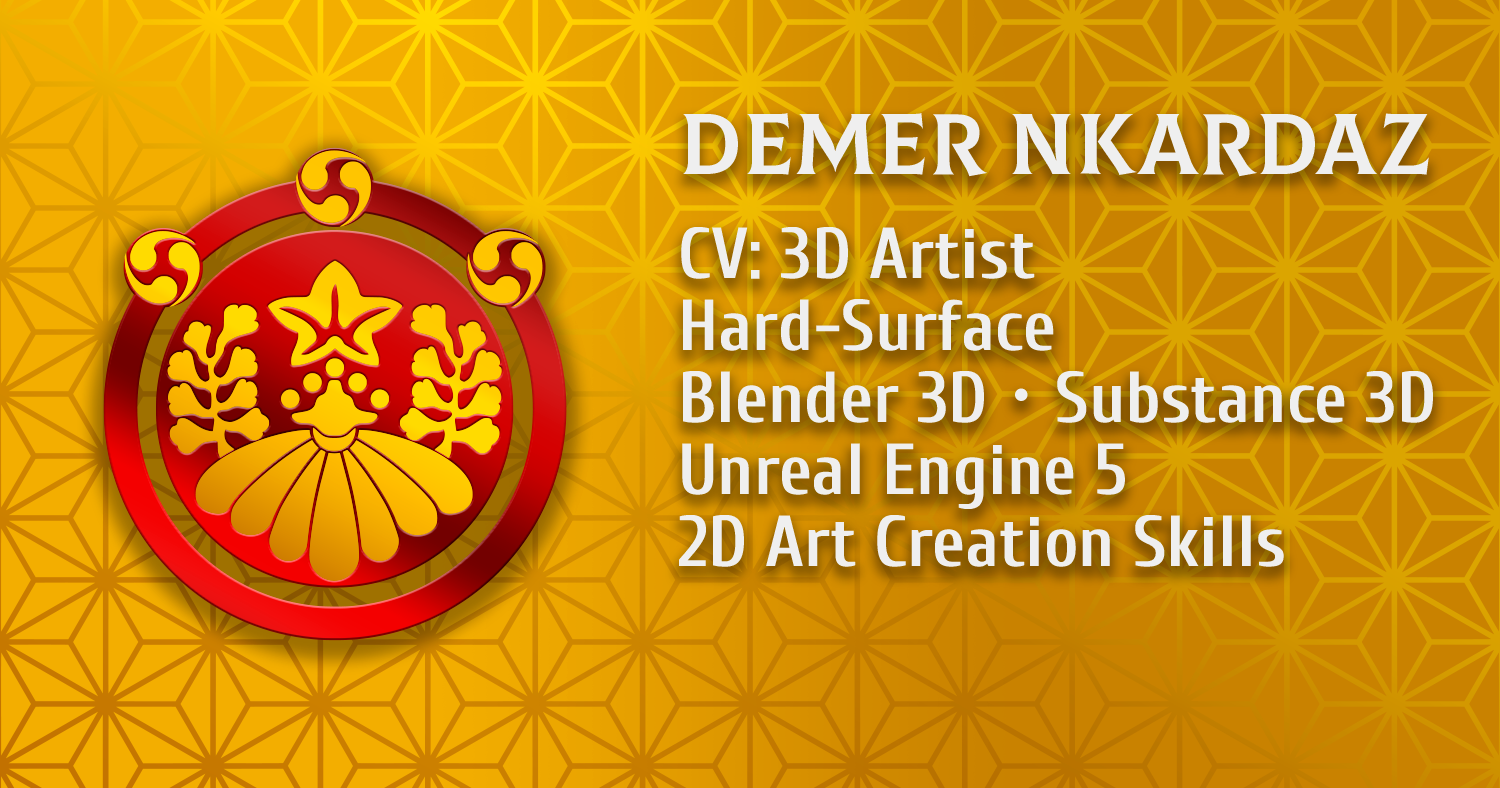 DEMER NKARDAZ
CV: 3D Artist
Hard-Surface
Blender 3D • Substance 3D
Unreal Engine 5
2D Art Creation Skills